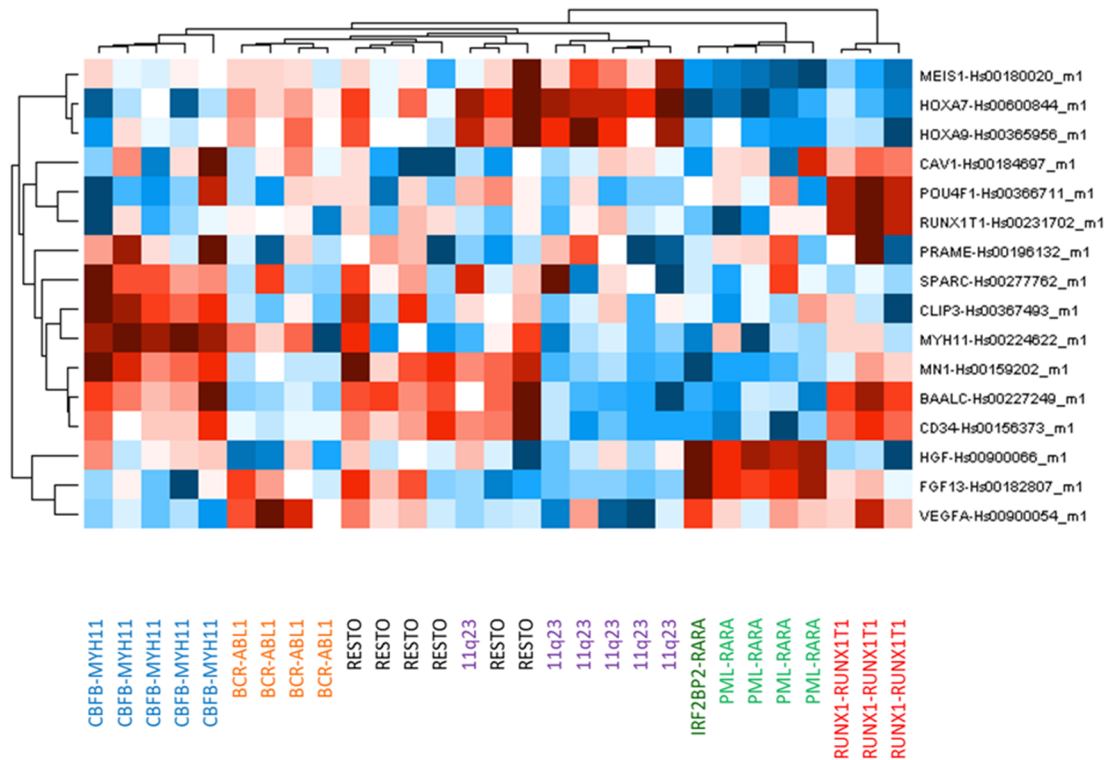 MEIS1-Hs00180020_m1
HOXA7-Hs00600844_m1
HOXA9-Hs00365956_m1
CAV1-Hs00184697_m1
POU4F1-Hs00366711_m1
RUNX1T1-Hs00231702_m1
PRAME-Hs00196132_m1
SPARC-Hs00277762_m1
CLIP3-Hs00367493_m1
MYH11-Hs00224622_m1
MN1-Hs00159202_m1
BAALC-Hs00227249_m1
CD34-Hs00156373_m1
HGF-Hs00900066_m1
FGF13-Hs00182807_m1
VEGFA-Hs00900054_m1
CBFB-MYH11
CBFB-MYH11
CBFB-MYH11
CBFB-MYH11
CBFB-MYH11
BCR-ABL1
BCR-ABL1
BCR-ABL1
BCR-ABL1
RESTO
RESTO
RESTO
RESTO
11q23
RESTO
RESTO
11q23
11q23
11q23
11q23
11q23
IRF2BP2-RARA
PML-RARA
PML-RARA
PML-RARA
PML-RARA
RUNX1-RUNX1T1
RUNX1-RUNX1T1
RUNX1-RUNX1T1